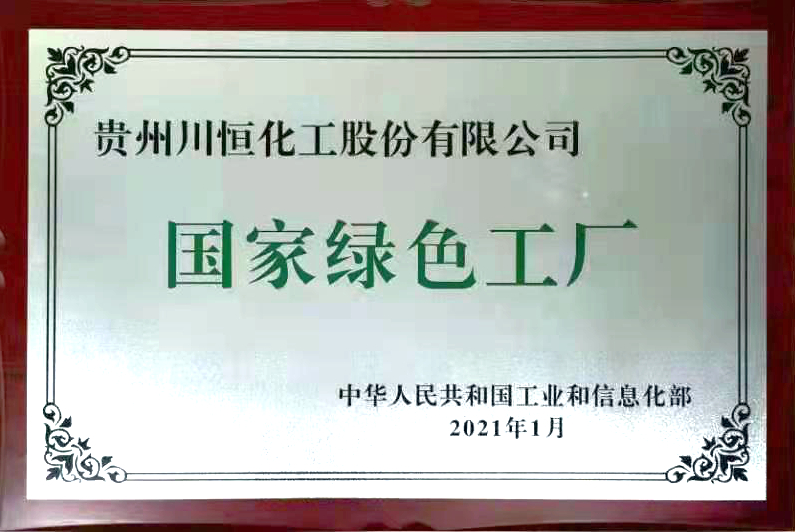 贵州川恒化工股份有限公司
国家绿色工厂
中华人民共和国工业和信息化部
2021年1月